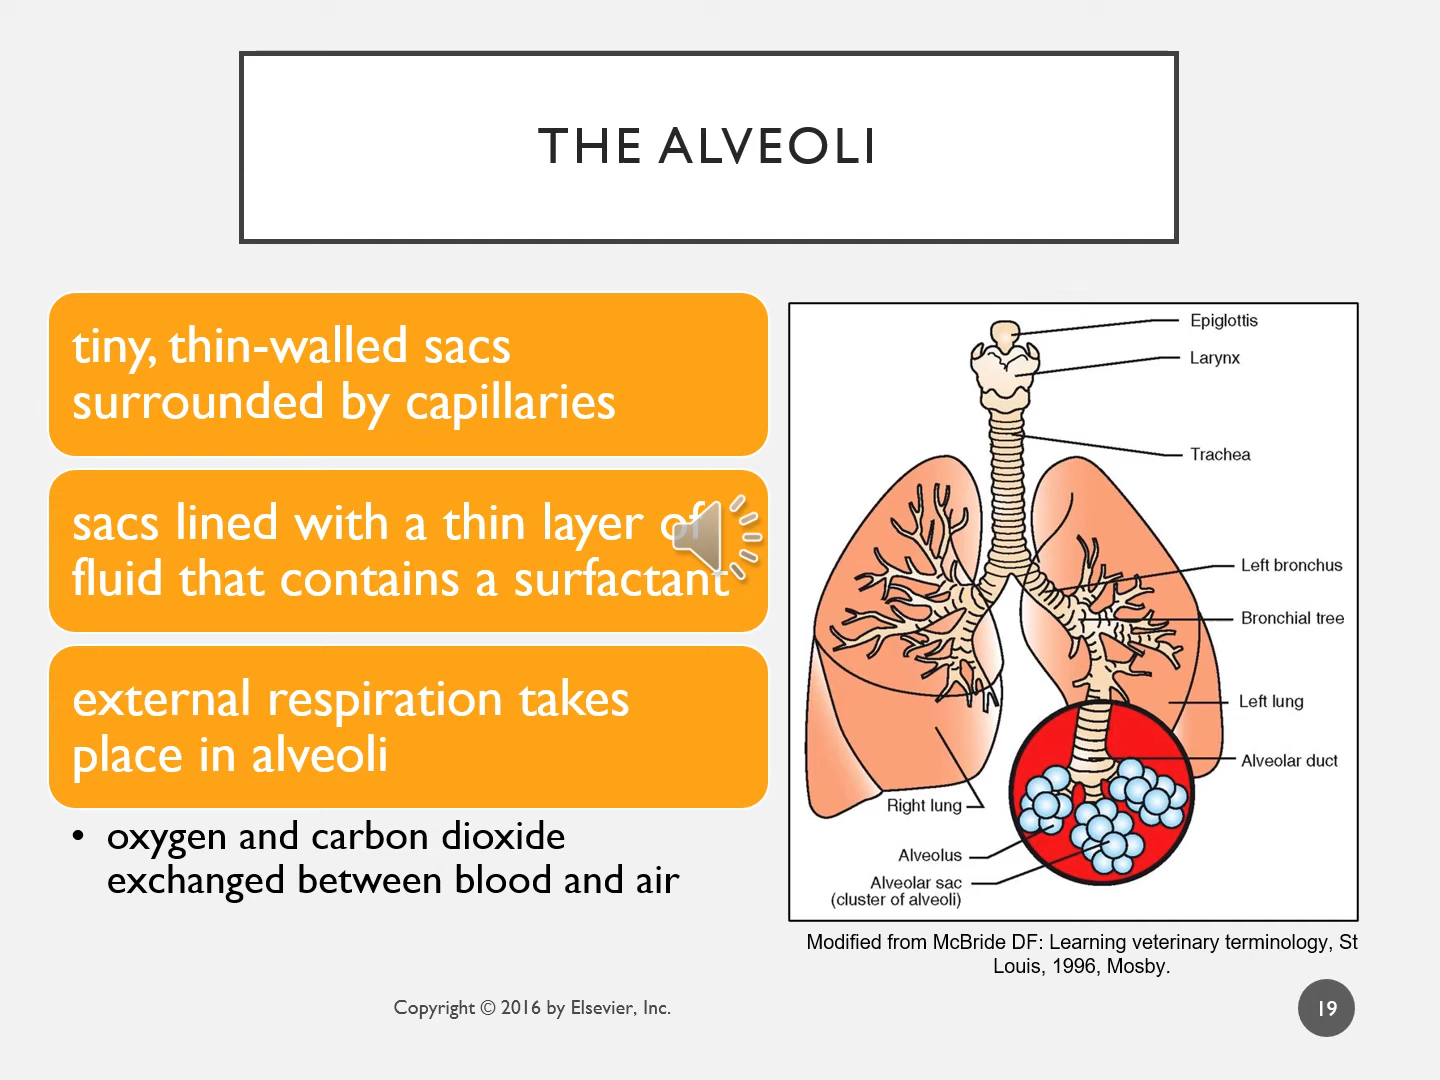 THE ALVEOLI
tiny, thin-walled sacs
surrounded by capillaries
sacs lined with a thin layer of
fluid that contains a surfactant
external respiration takes
place in alveoli
• oxygen and carbon dioxide
exchanged between blood and air
Epiglottis
Larynx
Trachea
Left bronchus
Bronchial tree
Left lung
Alveolar duct
Right lung
Alveolus
Alveolar sac
(cluster of alveoli)
Modified from McBride DF: Learning veterinary terminology, St
Louis, 1996, Mosby.
Copyright © 2016 by Elsevier, Inc.
19